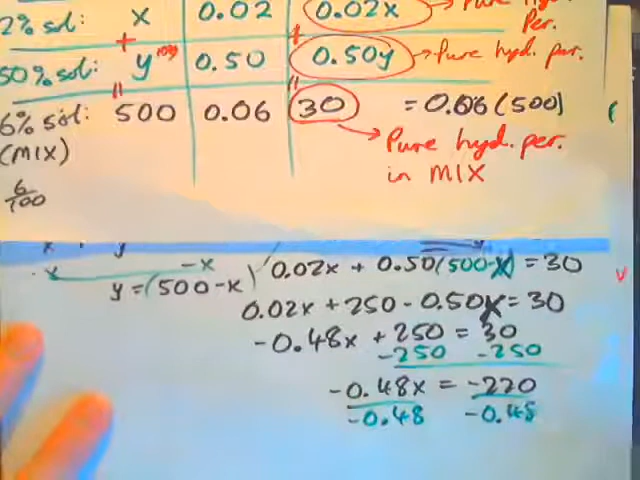 2% sol: x 0.02 0.02x → Pure hyd. Per.
+ +
50% sol: y 0.50 0.50y → Pure hyd. per.
|| ||
6% sol: 500 0.06 30 = 0.06(500)
(MIX) → Pure hyd. per.
in MIX
6/100
x y
-x -x 0.02x + 0.50(500-x) = 30
y = (500-x)
0.02x + 250 - 0.50x = 30
-0.48x + 250 = 30
-250 -250
-0.48x = -220
-0.48 -0.48